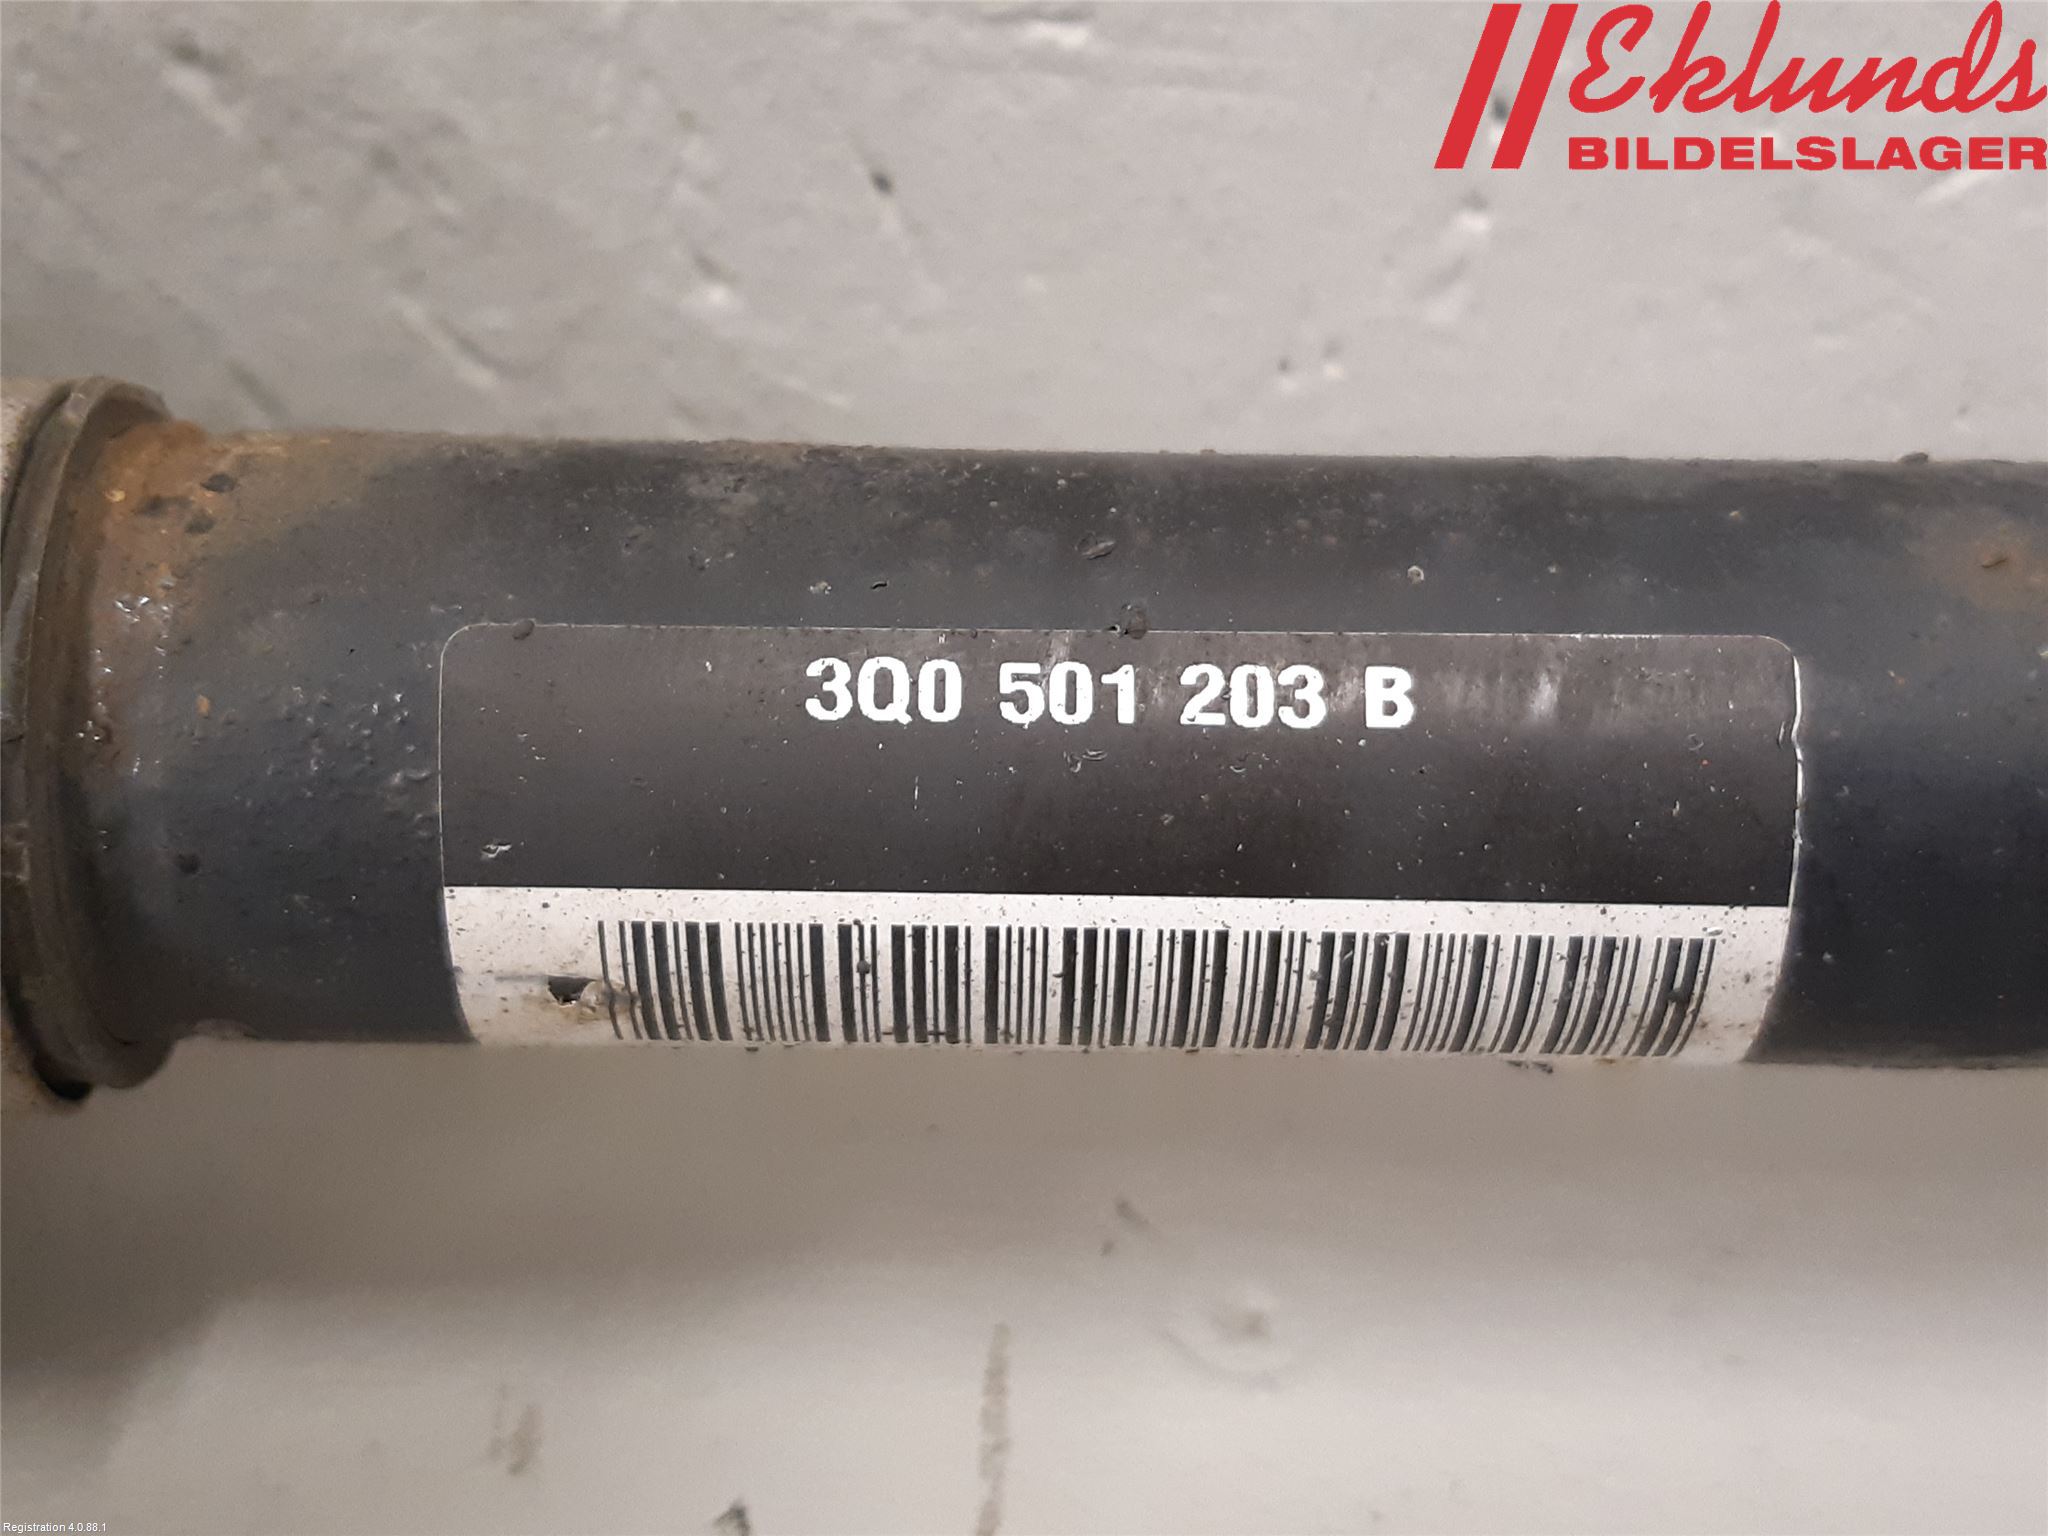 Eklunds
BILDELSLAGER
3Q0 501 203 B
Registration 4.0.88.1